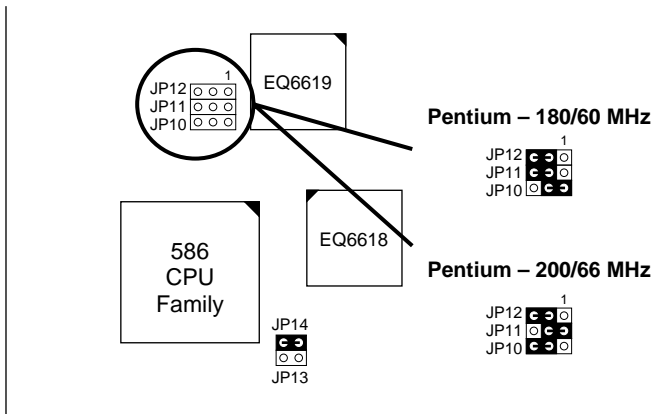 1
JP12
JP11
JP10
EQ6619
Pentium – 180/60 MHz
1
JP12
JP11
JP10
586
CPU
Family
EQ6618
Pentium – 200/66 MHz
1
JP12
JP11
JP10
JP14
JP13